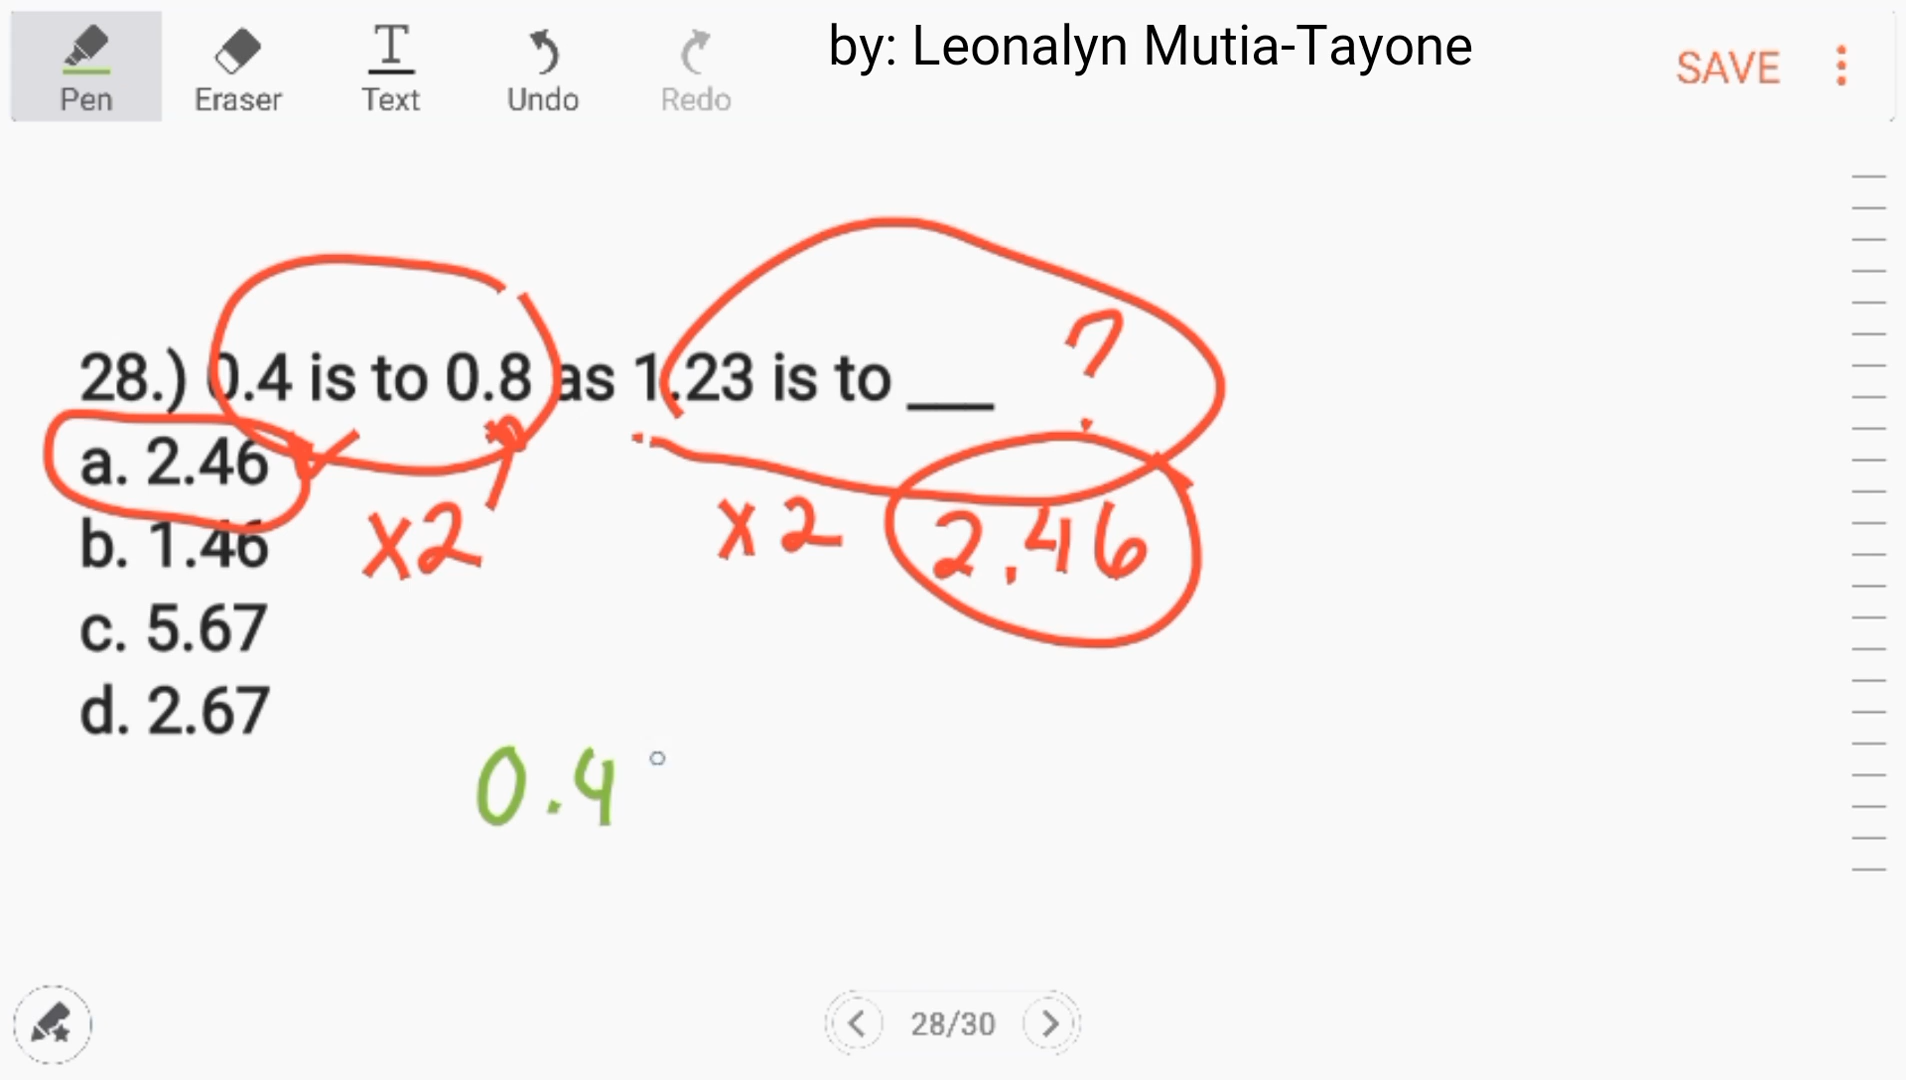 by: Leonalyn Mutia-Tayone
Pen Eraser Text Undo Redo
SAVE
?
28.) 0.4 is to 0.8 as 1.23 is to ___
a. 2.46
b. 1.46
c. 5.67
d. 2.67
x2
x2 2.46
0.4
28/30